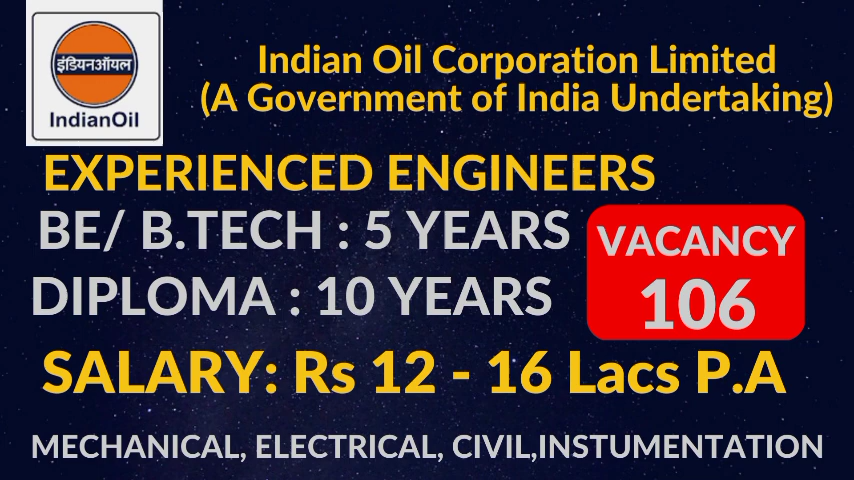 इंडियनऑयल
IndianOil
Indian Oil Corporation Limited
(A Government of India Undertaking)
EXPERIENCED ENGINEERS
BE/ B.TECH : 5 YEARS
DIPLOMA : 10 YEARS
VACANCY
106
SALARY: Rs 12 - 16 Lacs P.A
MECHANICAL, ELECTRICAL, CIVIL,INSTUMENTATION